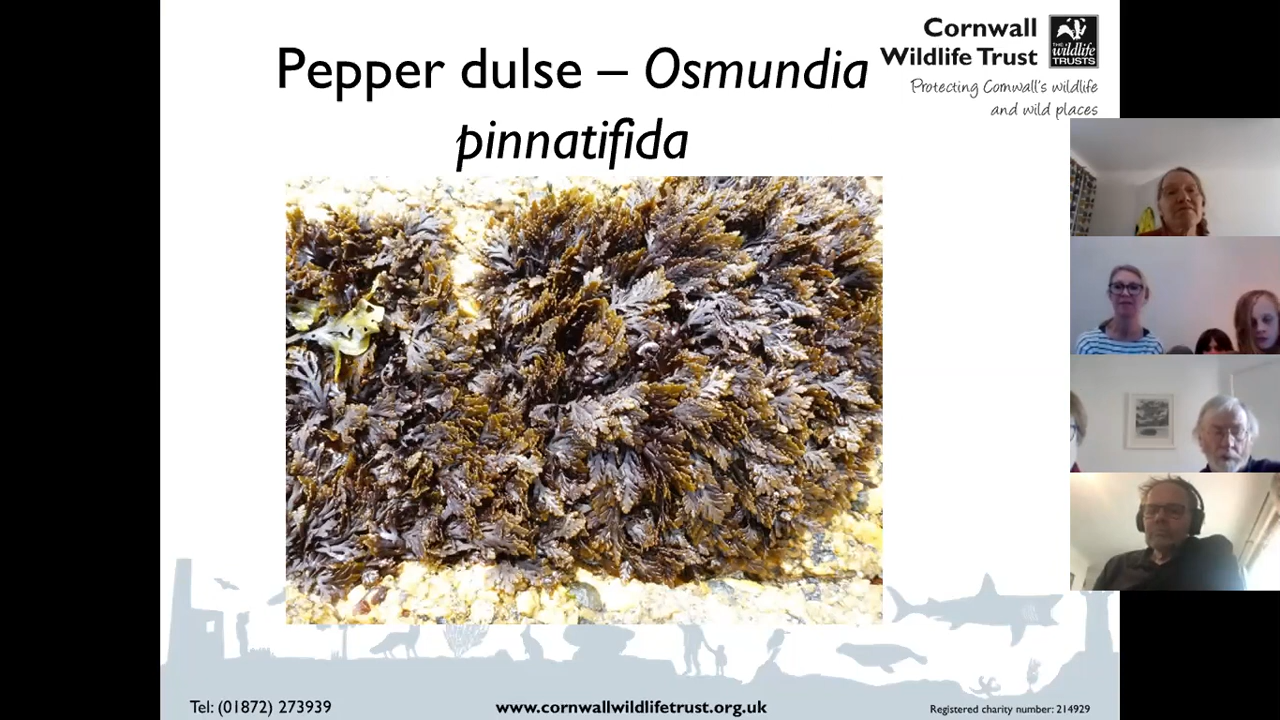 Pepper dulse – Osmundia
pinnatifida
Cornwall
Wildlife Trust
THE
wildlife
TRUSTS
Protecting Cornwall's wildlife
and wild places
Tel: (01872) 273939
www.cornwallwildlifetrust.org.uk
Registered charity number: 214929